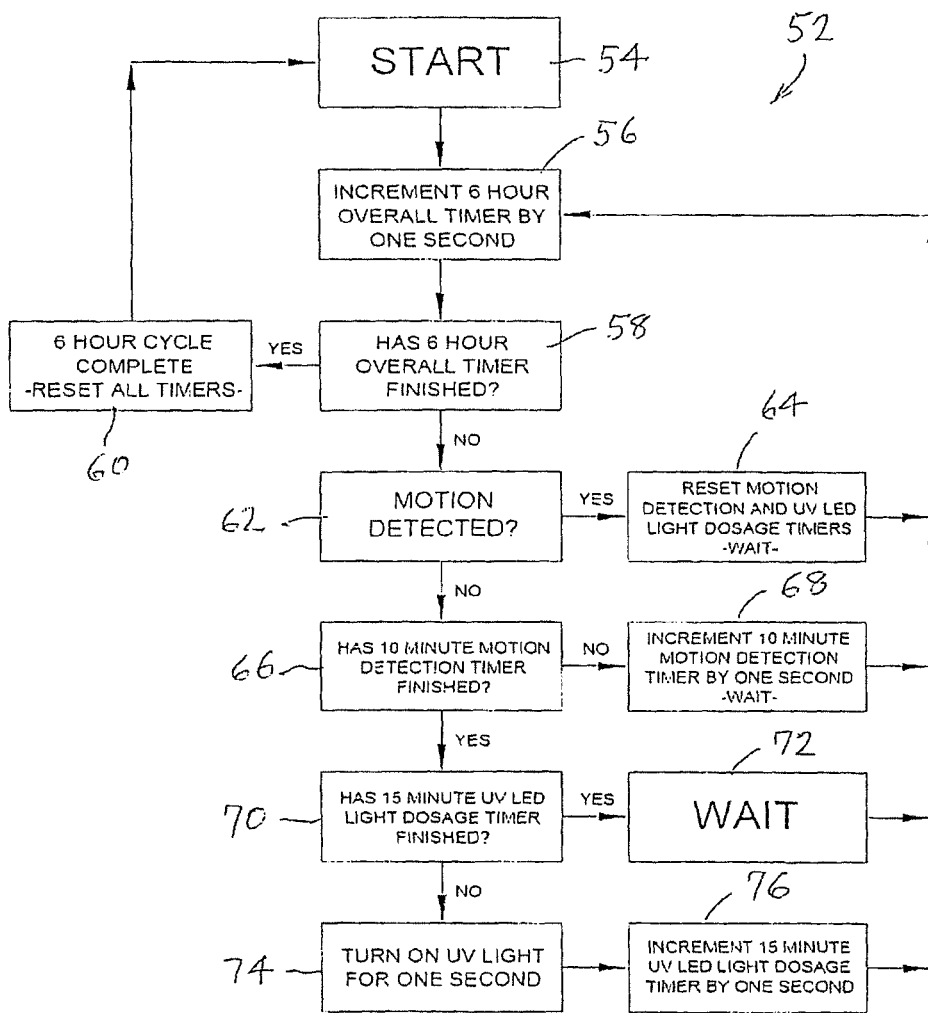 52
START
54
56
INCREMENT 6 HOUR
OVERALL TIMER BY
ONE SECOND
58
6 HOUR CYCLE
COMPLETE
-RESET ALL TIMERS-
YES
HAS 6 HOUR
OVERALL TIMER
FINISHED?
60
NO
64
62
MOTION
DETECTED?
YES
RESET MOTION
DETECTION AND UV LED
LIGHT DOSAGE TIMERS
-WAIT-
NO
68
66
HAS 10 MINUTE MOTION
DETECTION TIMER
FINISHED?
NO
INCREMENT 10 MINUTE
MOTION DETECTION
TIMER BY ONE SECOND
-WAIT-
YES
72
70
HAS 15 MINUTE UV LED
LIGHT DOSAGE TIMER
FINISHED?
YES
WAIT
NO
76
74
TURN ON UV LIGHT
FOR ONE SECOND
INCREMENT 15 MINUTE
UV LED LIGHT DOSAGE
TIMER BY ONE SECOND